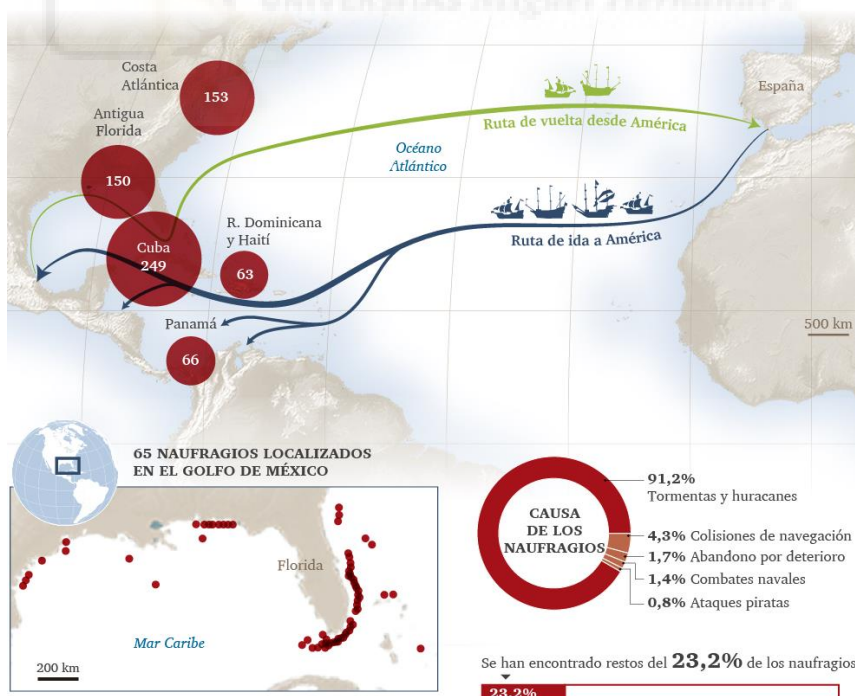 Costa
Atlántica
153
Antigua
Florida
150
España
Ruta de vuelta desde América
Océano
Atlántico
R. Dominicana
y Haití
Cuba
249
63
Ruta de ida a América
Panamá
66
500 km
65 NAUFRAGIOS LOCALIZADOS
EN EL GOLFO DE MÉXICO
Florida
Mar Caribe
200 km
CAUSA
DE LOS
NAUFRAGIOS
91,2%
Tormentas y huracanes
4,3% Colisiones de navegación
1,7% Abandono por deterioro
1,4% Combates navales
0,8% Ataques piratas
Se han encontrado restos del 23,2% de los naufragios
23,2%